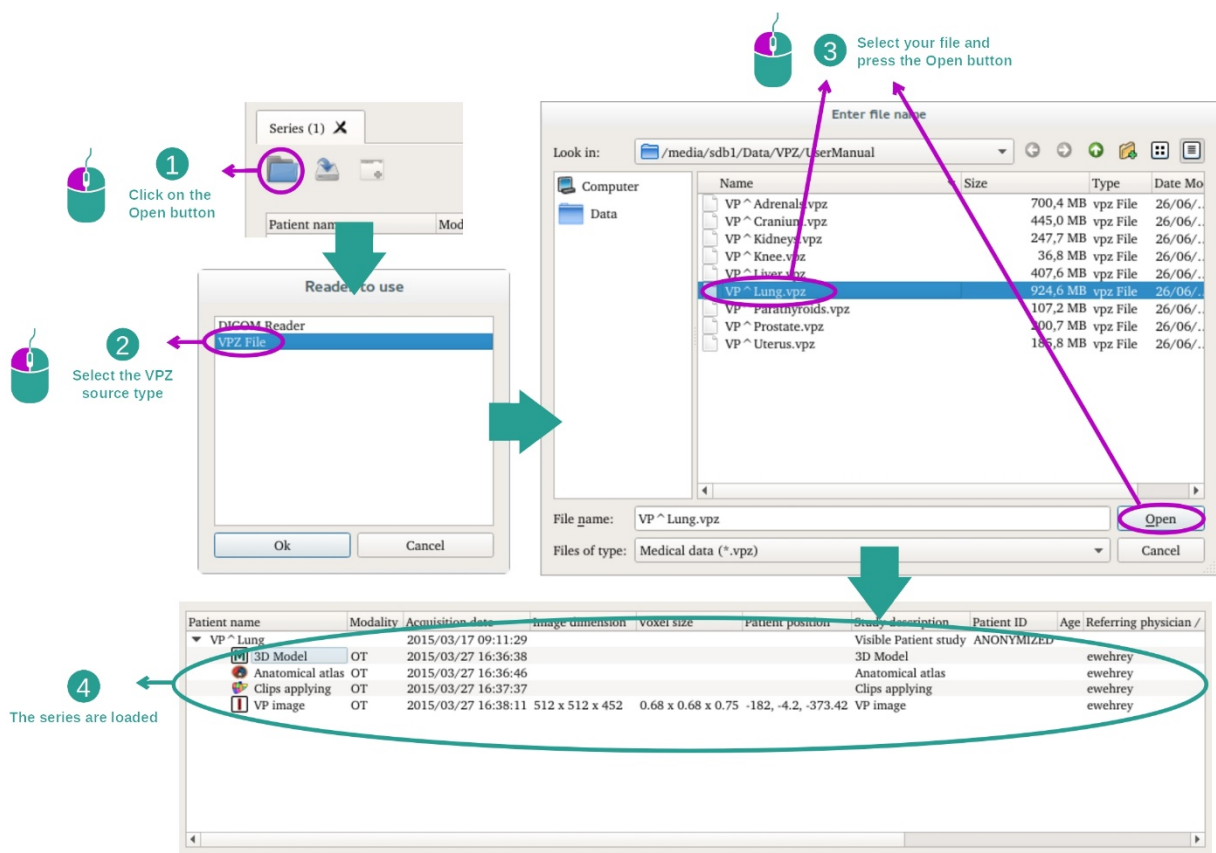 3
Select your file and
press the Open button
Series (1)
1
Click on the
Open button
Patient name
Mod
Reader to use
DICOM Reader
VPZ File
2
Select the VPZ
source type
Ok
Cancel
Enter file name
Look in:
/media/sdb1/Data/VPZ/UserManual
Computer
Data
Name Size Type Date Mo
VP^Adrenals.vpz 700,4 MB vpz File 26/06/..
VP^Cranium.vpz 445,0 MB vpz File 26/06/..
VP^Kidneys.vpz 247,7 MB vpz File 26/06/..
VP^Knee.vpz 36,8 MB vpz File 26/06/..
VP^Liver.vpz 407,6 MB vpz File 26/06/..
VP^Lung.vpz 924,6 MB vpz File 26/06/..
VP^Parathyroids.vpz 107,2 MB vpz File 26/06/..
VP^Prostate.vpz 200,7 MB vpz File 26/06/..
VP^Uterus.vpz 185,8 MB vpz File 26/06/..
File name: VP^Lung.vpz Open
Files of type: Medical data (*.vpz) Cancel
Patient name Modality Acquisition date Image dimension Voxel size Patient position Study description Patient ID Age Referring physician /
VP^Lung 2015/03/17 09:11:29 Visible Patient study ANONYMIZED
M 3D Model OT 2015/03/27 16:36:38 3D Model ewehrey
Anatomical atlas OT 2015/03/27 16:36:46 Anatomical atlas ewehrey
Clips applying OT 2015/03/27 16:37:37 Clips applying ewehrey
I VP image OT 2015/03/27 16:38:11 512 x 512 x 452 0.68 x 0.68 x 0.75 -182, -4.2, -373.42 VP image ewehrey
4
The series are loaded